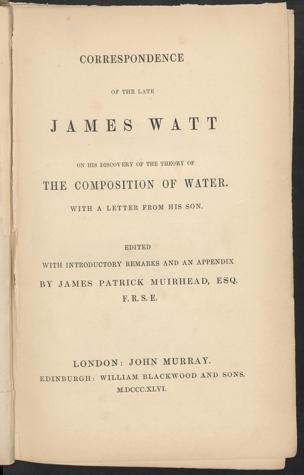 CORRESPONDENCE
OF THE LATE
JAMES WATT
ON HIS DISCOVERY OF THE THEORY OF
THE COMPOSITION OF WATER.
WITH A LETTER FROM HIS SON.
EDITED
WITH INTRODUCTORY REMARKS AND AN APPENDIX
BY JAMES PATRICK MUIRHEAD, ESQ.
F. R. S. E.
LONDON: JOHN MURRAY.
EDINBURGH: WILLIAM BLACKWOOD AND SONS.
M.DCCC.XLVI.